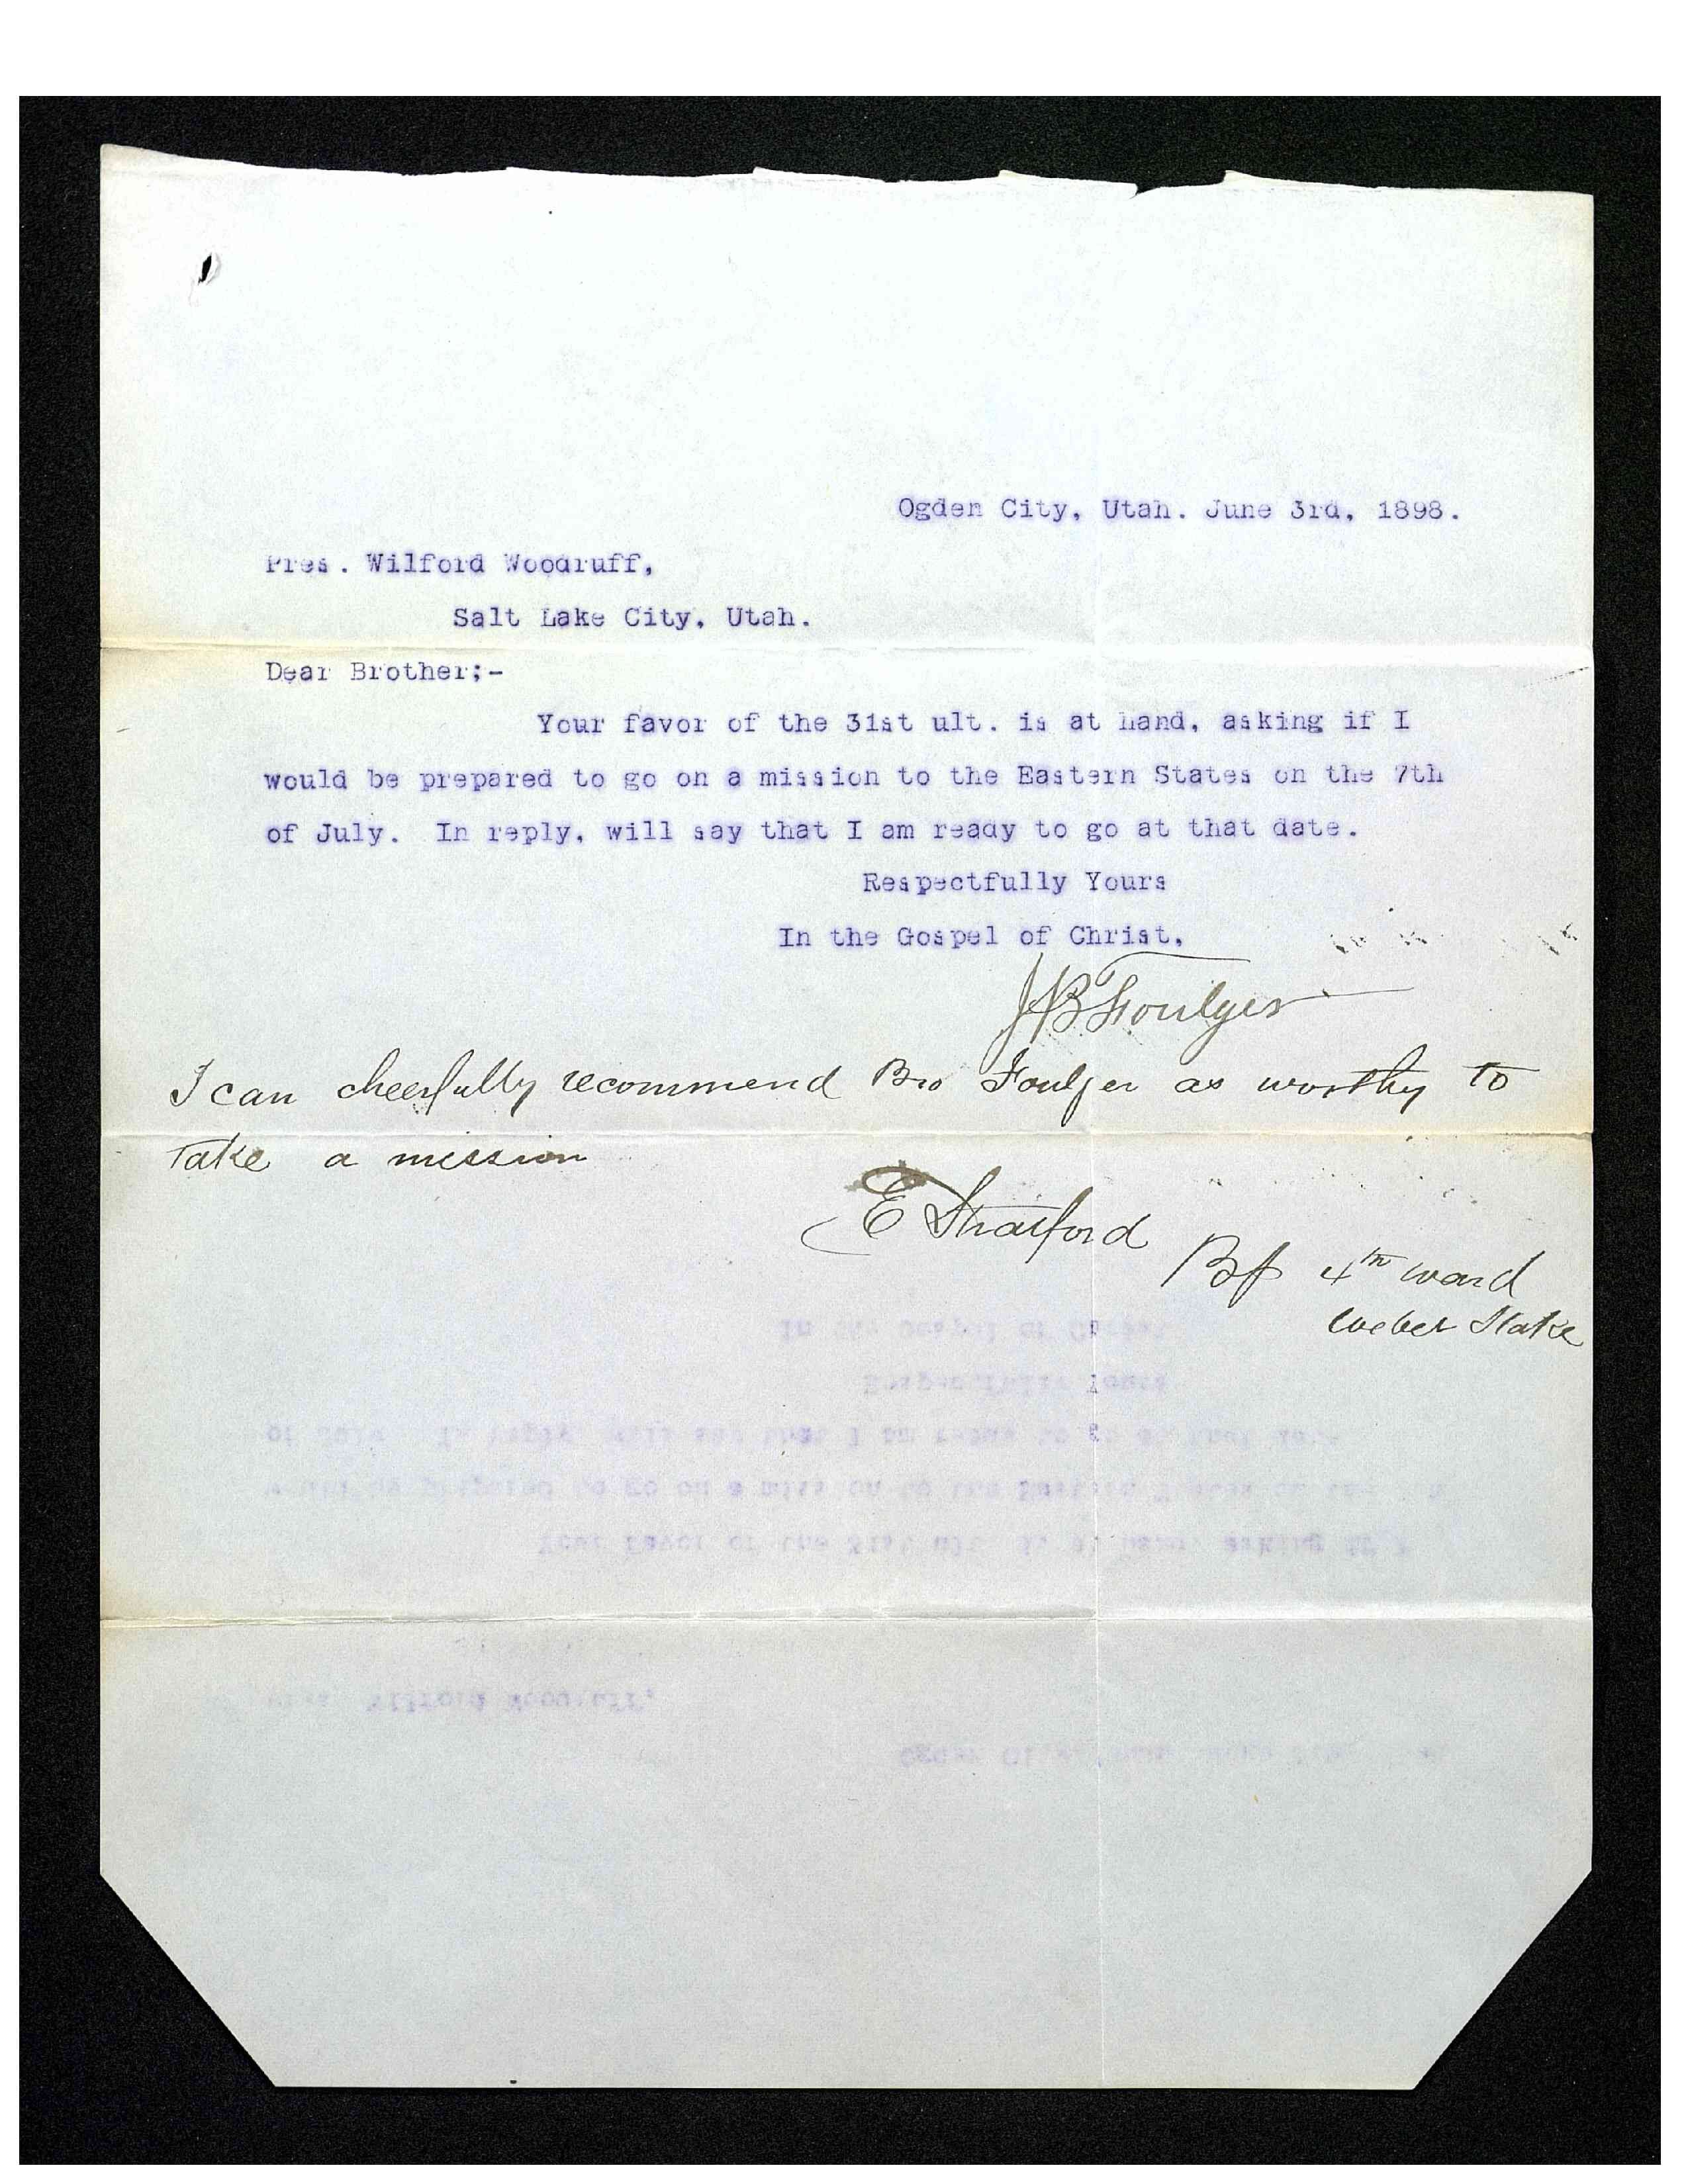 Ogden City, Utah. June 3rd, 1898.
Pres. Wilford Woodruff,
Salt Lake City, Utah.
Dear Brother;-
Your favor of the 31st ult. is at hand, asking if I
would be prepared to go on a mission to the Eastern States on the 7th
of July. In reply, will say that I am ready to go at that date.
Respectfully Yours
In the Gospel of Christ,
J B Foulger
I can cheerfully recommend Bro Foulger as worthy to
take a mission
E Stratford
Bp 4th ward
Weber Stake